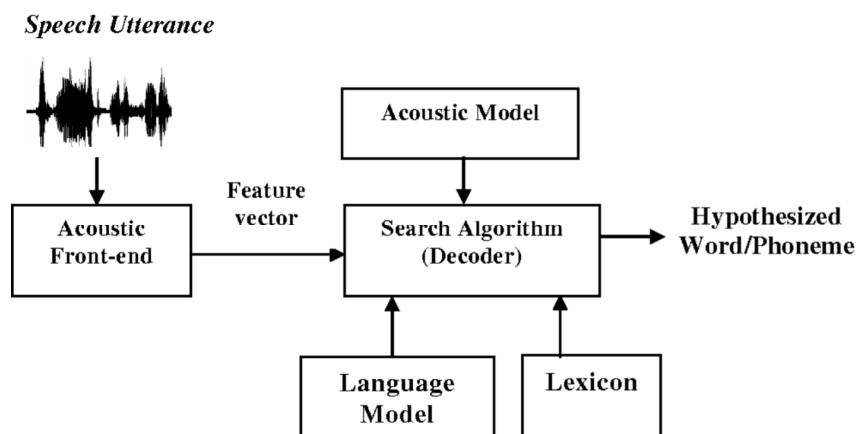 Speech Utterance
Acoustic Model
Feature
vector
Acoustic
Front-end
Search Algorithm
(Decoder)
Hypothesized
Word/Phoneme
Language
Model
Lexicon